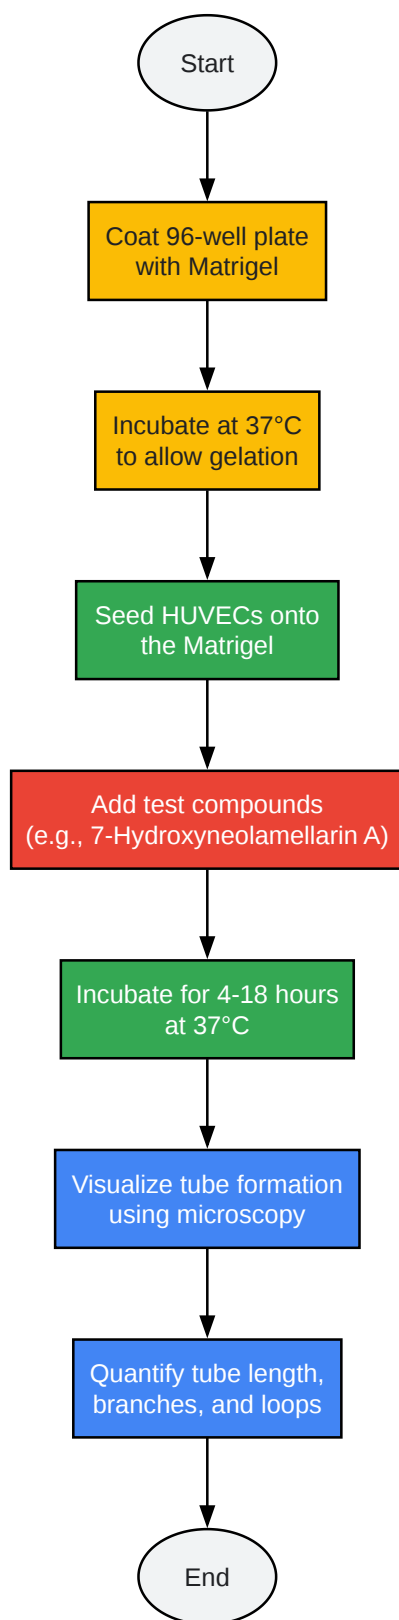 Start
Coat 96-well plate
with Matrigel
Incubate at 37°C
to allow gelation
Seed HUVECs onto
the Matrigel
Add test compounds
(e.g., 7-Hydroxyneolamellarin A)
Incubate for 4-18 hours
at 37°C
Visualize tube formation
using microscopy
Quantify tube length,
branches, and loops
End